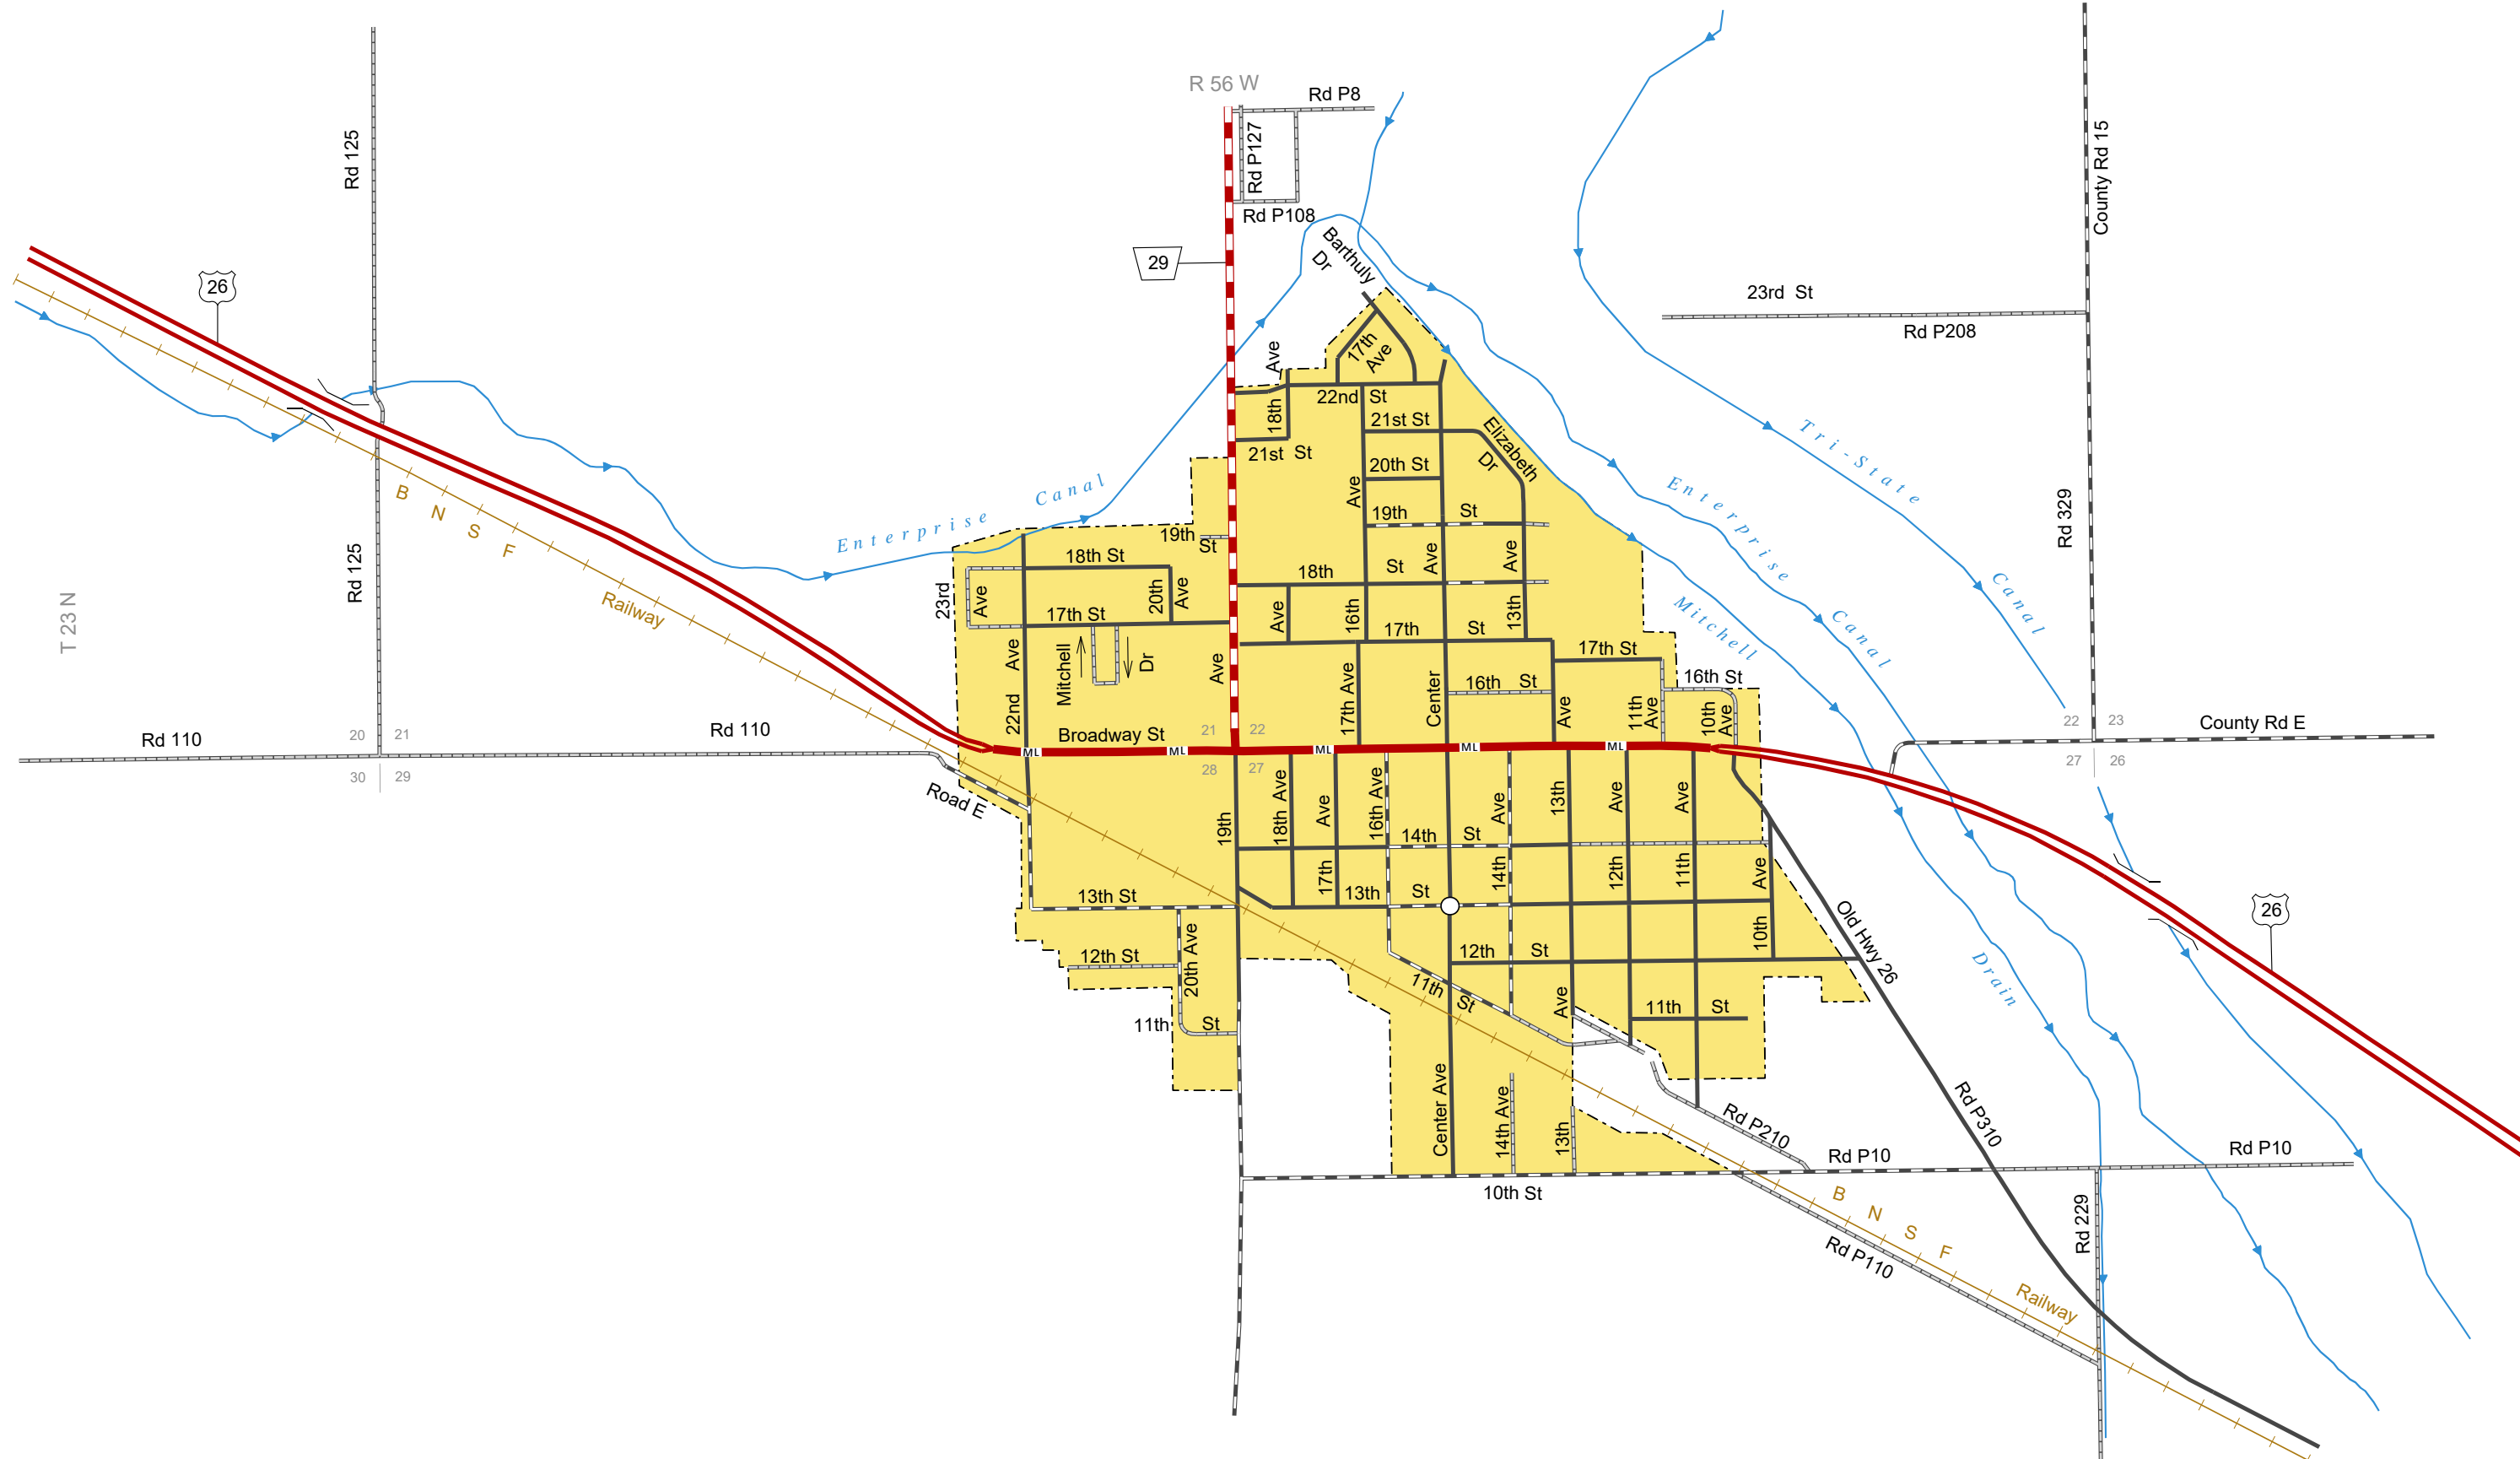 R 56 W
Rd P8
Rd 125
Rd P127
County Rd 15
Rd P108
Barthuly
Dr
29
26
23rd St
Rd P208
17th
Ave
Ave
18th
22nd St
21st St
21st St
Elizabeth
Dr
20th St
Ave
19th St
Tri-State
Canal
Enterprise
Canal
Enterprise Canal
B N S F
Railway
Rd 125
T 23 N
Rd 329
19th
St
18th St
18th St
23rd
Ave
20th
Ave
17th St
Ave
16th
Ave
Ave
13th
17th St
17th St
Mitchell
Drain
Mitchell
Dr
22nd
Ave
Ave
17th Ave
Center
16th St
Ave
11th
Ave
16th St
10th
Ave
Rd 110
Rd 110
20
21
30
29
Broadway St
ML
ML
ML
ML
ML
21
22
28
27
22
23
27
26
County Rd E
Road E
19th
18th Ave
Ave
17th
16th Ave
14th St
Ave
14th
13th
Ave
12th
Ave
11th
Ave
10th
13th St
13th St
26
Old Hwy 26
12th St
20th Ave
12th St
11th St
11th St
Ave
11th St
Center Ave
14th Ave
13th
Rd P210
Rd P310
Rd P10
Rd P10
10th St
B N S F
Railway
Rd P110
Rd 229